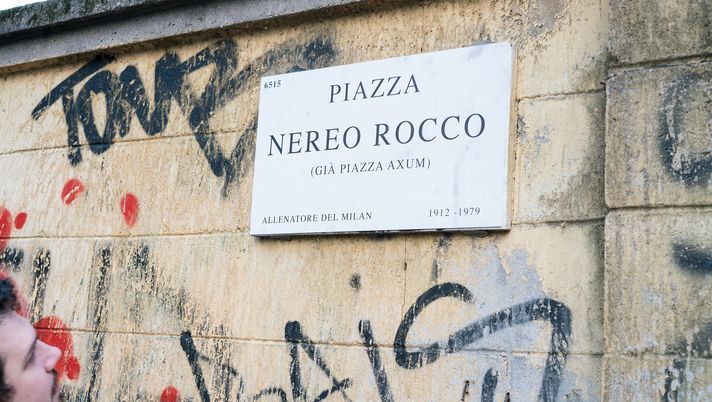 6515
PIAZZA
NEREO ROCCO
(GIÀ PIAZZA AXUM)
ALLENATORE DEL MILAN 1912 - 1979